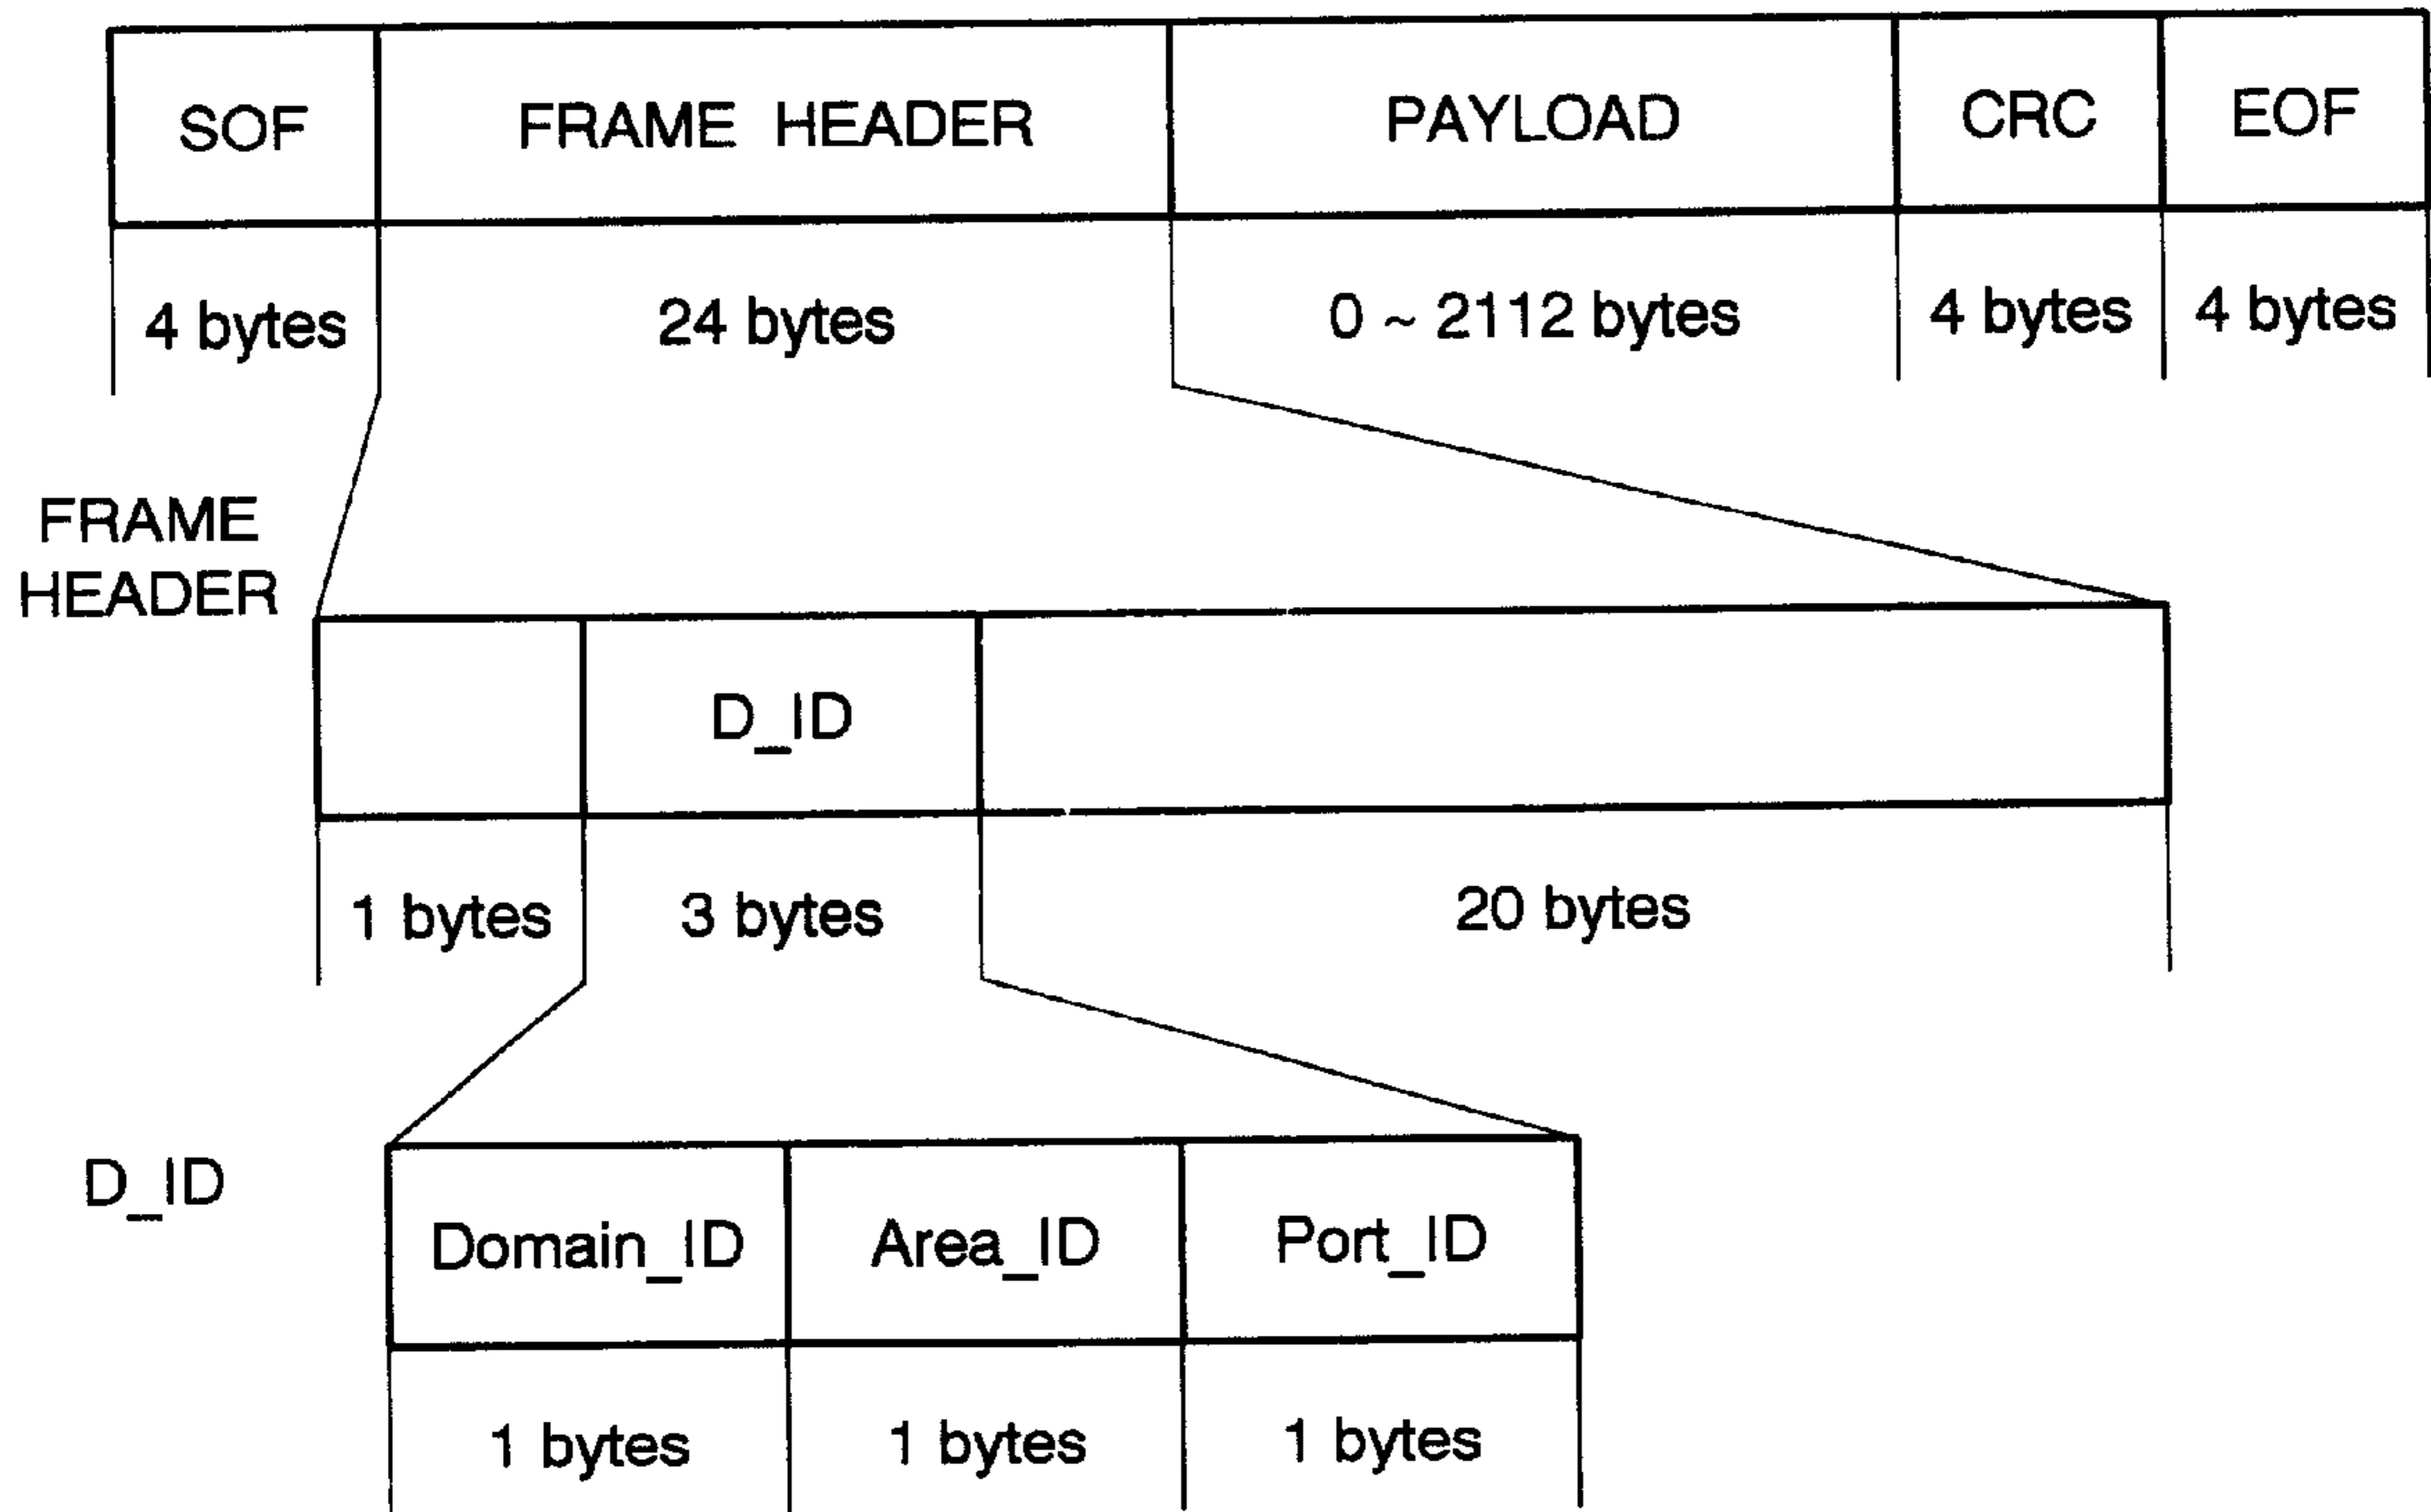 SOF FRAME HEADER PAYLOAD CRC EOF
4 bytes 24 bytes 0 ~ 2112 bytes 4 bytes 4 bytes
FRAME
HEADER
D_ID
1 bytes 3 bytes 20 bytes
D_ID
Domain_ID Area_ID Port_ID
1 bytes 1 bytes 1 bytes